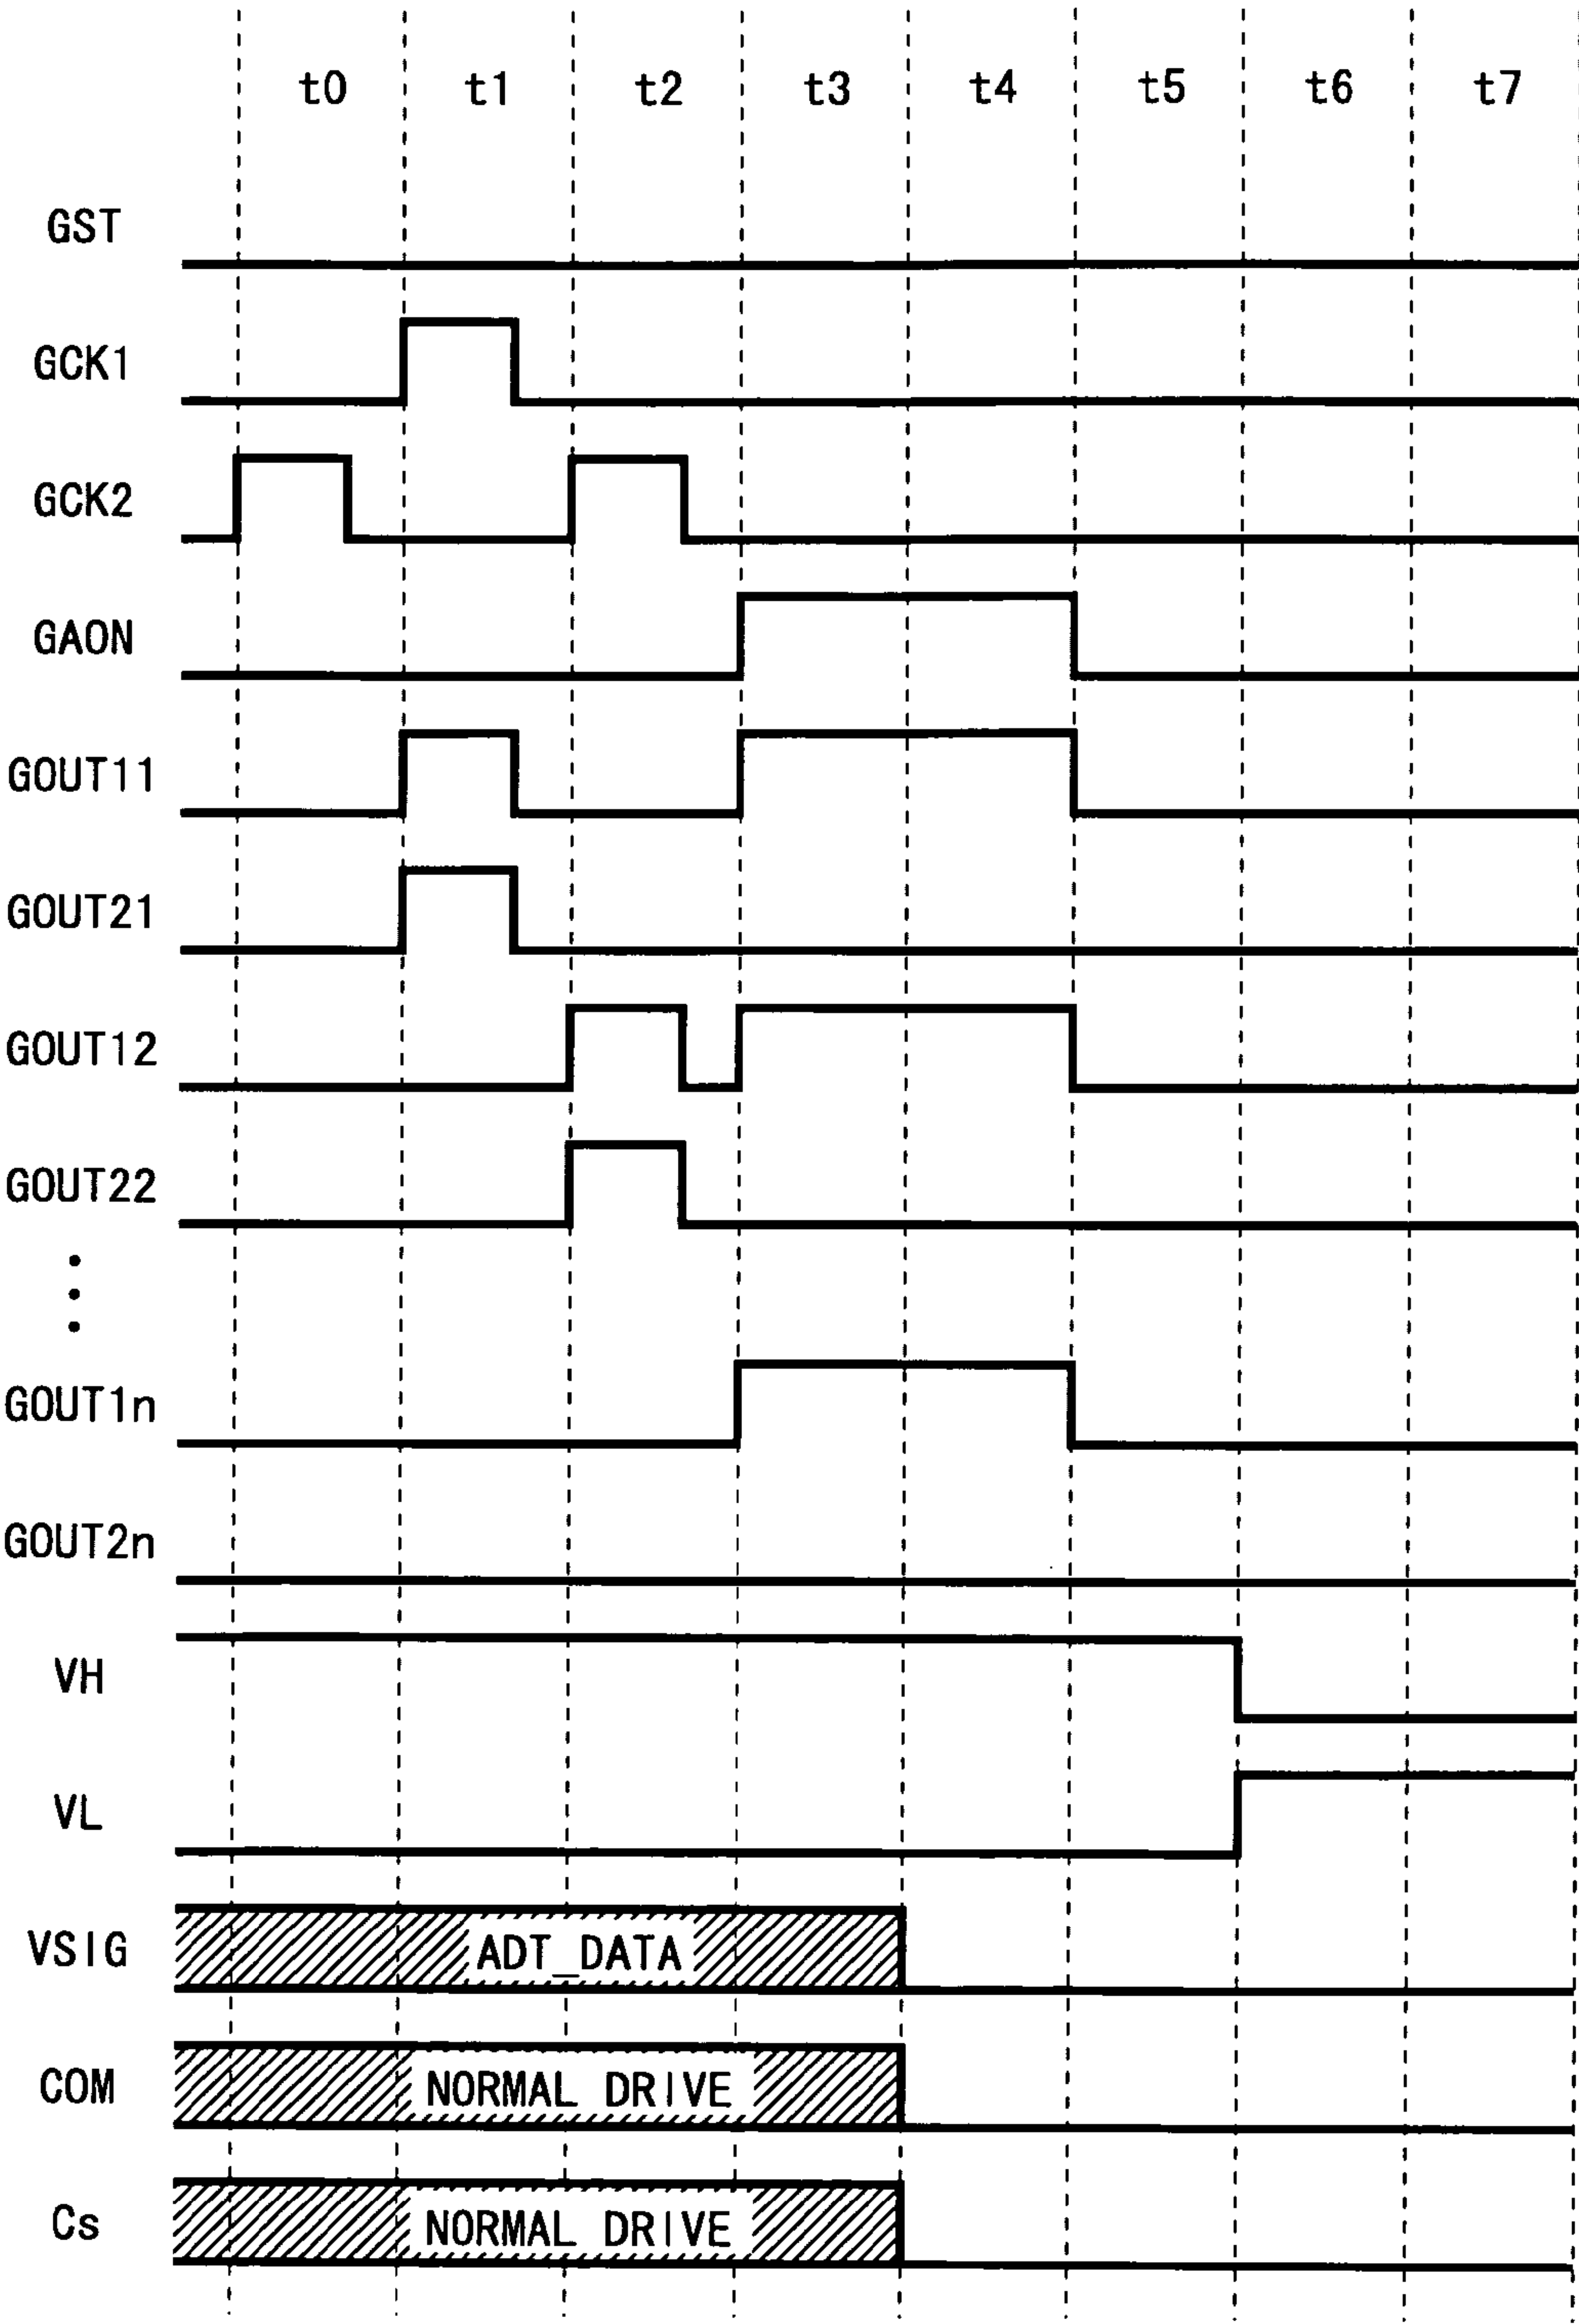 t0 t1 t2 t3 t4 t5 t6 t7
GST
GCK1
GCK2
GAON
GOUT11
GOUT21
GOUT12
GOUT22
GOUT1n
GOUT2n
VH
VL
VSIG ADT_DATA
COM NORMAL DRIVE
Cs NORMAL DRIVE